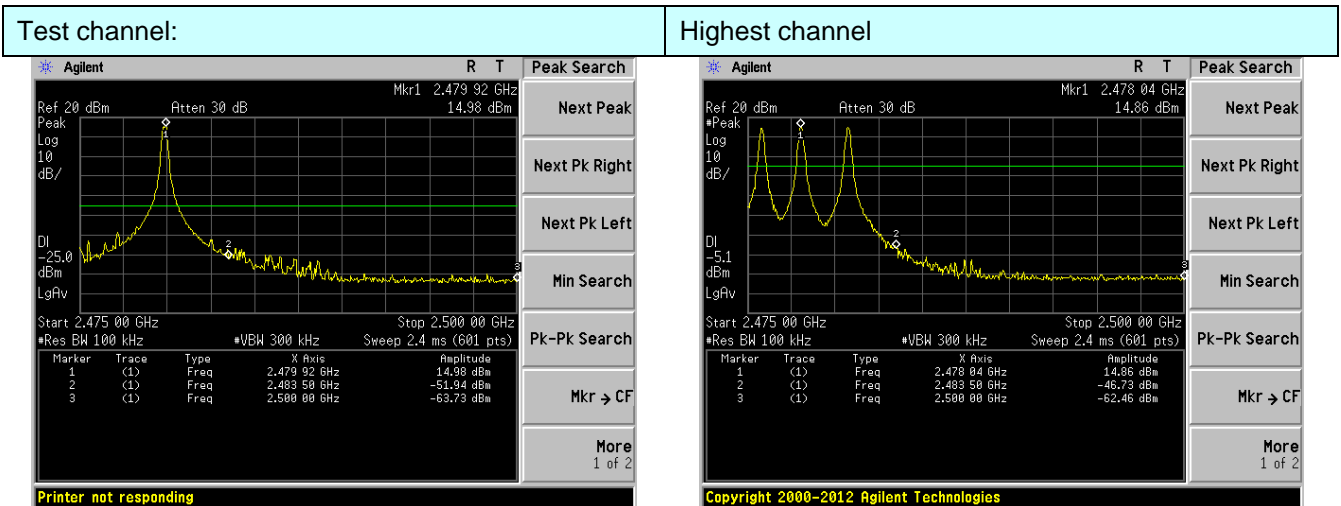 Test channel:
Highest channel
Agilent
R T
Peak Search
Mkr1 2.479 92 GHz
Ref 20 dBm
Atten 30 dB
14.98 dBm
Peak
Log
10
dB/
1
2
3
DI
-25.0
dBm
LgAv
Start 2.475 00 GHz
Stop 2.500 00 GHz
#Res BW 100 kHz
#VBW 300 kHz
Sweep 2.4 ms (601 pts)
Marker Trace Type X Axis Amplitude
1 (1) Freq 2.479 92 GHz 14.98 dBm
2 (1) Freq 2.483 50 GHz -51.94 dBm
3 (1) Freq 2.500 00 GHz -63.73 dBm
Next Peak
Next Pk Right
Next Pk Left
Min Search
Pk-Pk Search
Mkr → CF
More
1 of 2
Printer not responding
Agilent
R T
Peak Search
Mkr1 2.478 04 GHz
Ref 20 dBm
Atten 30 dB
14.86 dBm
#Peak
Log
10
dB/
1
2
3
DI
-5.1
dBm
LgAv
Start 2.475 00 GHz
Stop 2.500 00 GHz
#Res BW 100 kHz
#VBW 300 kHz
Sweep 2.4 ms (601 pts)
Marker Trace Type X Axis Amplitude
1 (1) Freq 2.478 04 GHz 14.86 dBm
2 (1) Freq 2.483 50 GHz -46.73 dBm
3 (1) Freq 2.500 00 GHz -62.46 dBm
Next Peak
Next Pk Right
Next Pk Left
Min Search
Pk-Pk Search
Mkr → CF
More
1 of 2
Copyright 2000-2012 Agilent Technologies